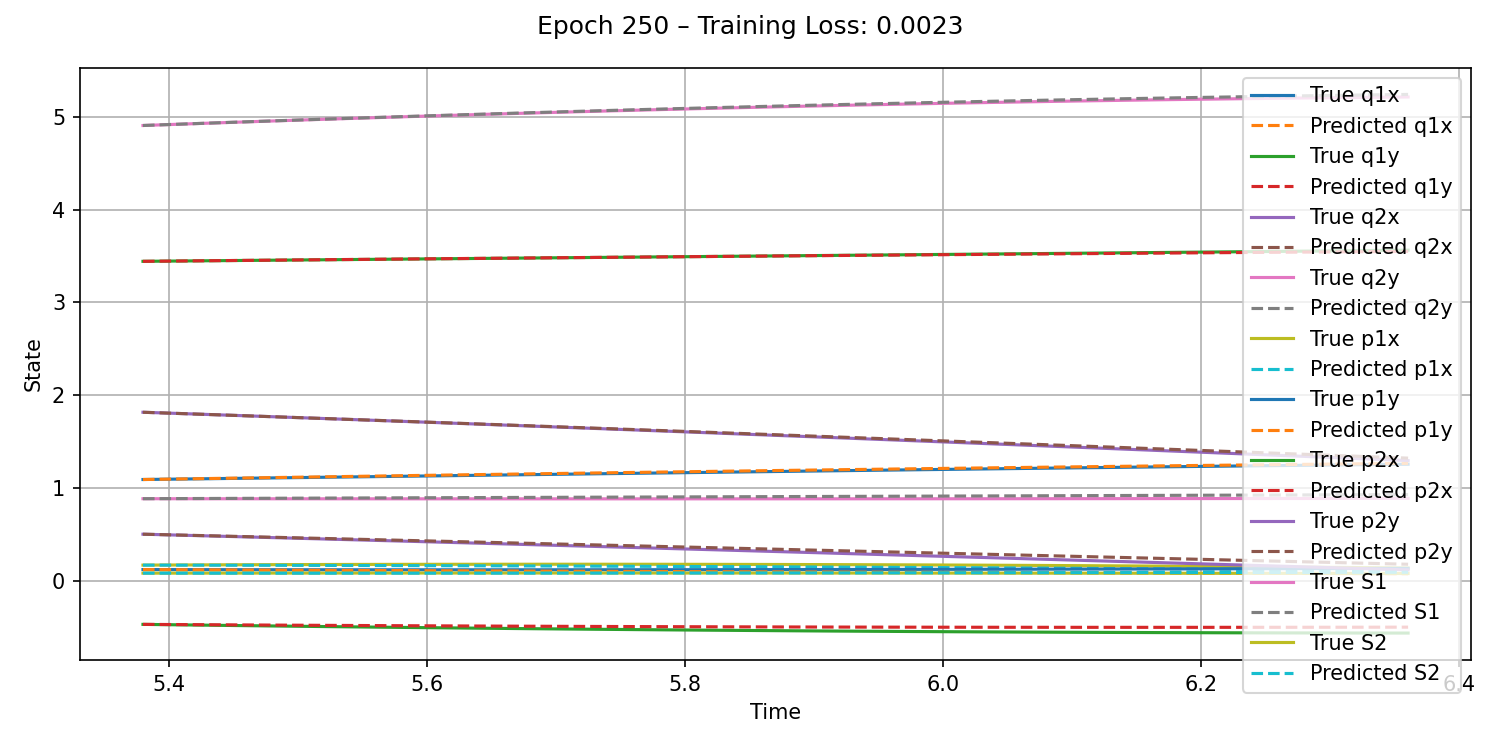 Epoch 250 – Training Loss: 0.0023
State
5
4
3
2
1
0
5.4
5.6
5.8
6.0
6.2
6.4
Time
True q1x
Predicted q1x
True q1y
Predicted q1y
True q2x
Predicted q2x
True q2y
Predicted q2y
True p1x
Predicted p1x
True p1y
Predicted p1y
True p2x
Predicted p2x
True p2y
Predicted p2y
True S1
Predicted S1
True S2
Predicted S2